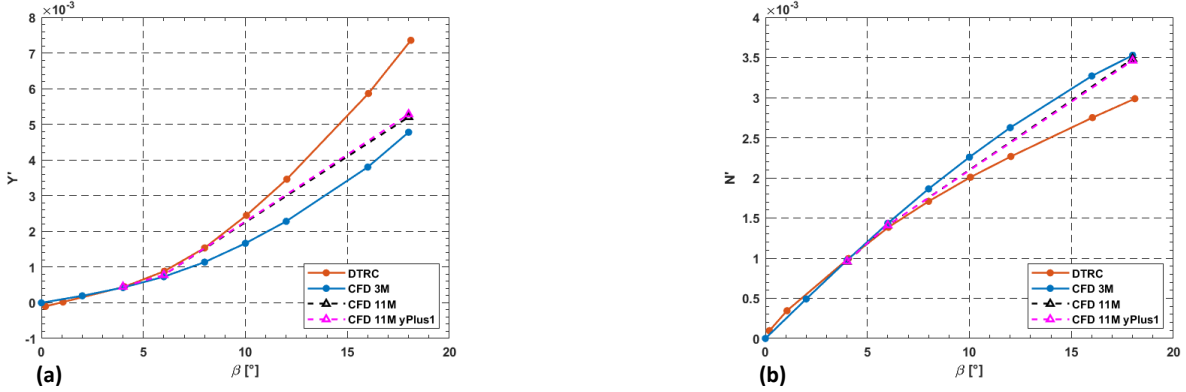 ×10⁻³
8
7
6
5
4
3
2
1
0
-1
Y'
0 5 10 15 20
β [°]
DTRC
CFD 3M
CFD 11M
CFD 11M yPlus1
(a)
×10⁻³
4
3.5
3
2.5
2
1.5
1
0.5
0
N'
0 5 10 15 20
β [°]
DTRC
CFD 3M
CFD 11M
CFD 11M yPlus1
(b)